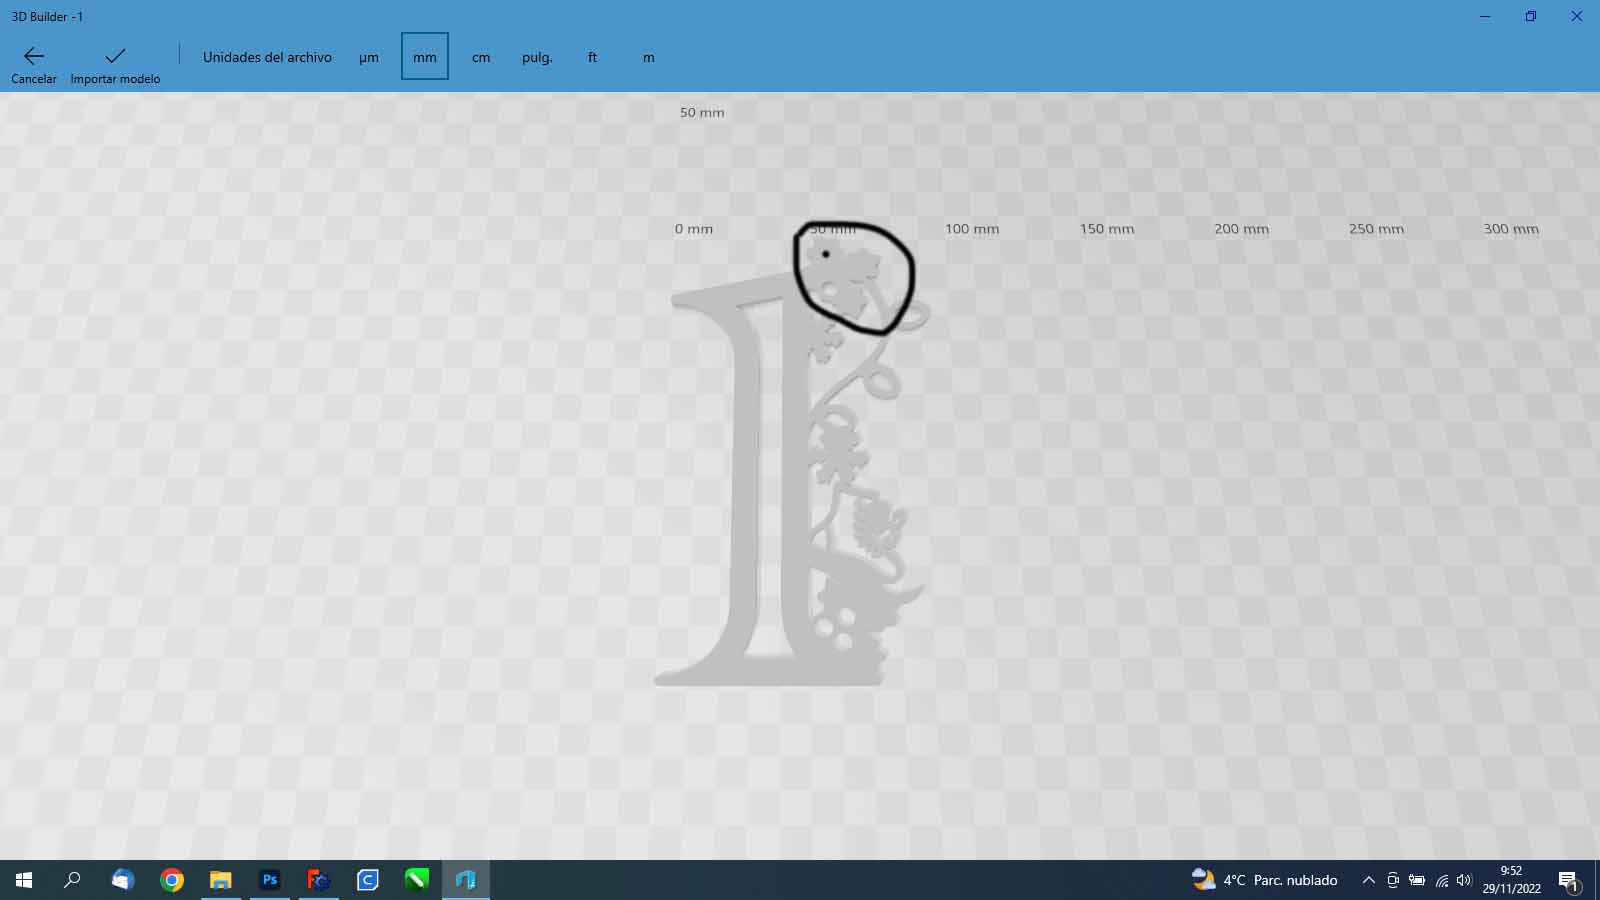 3D Builder - 1
Cancelar
Importar modelo
Unidades del archivo
µm
mm
cm
pulg.
ft
m
50 mm
0 mm
50 mm
100 mm
150 mm
200 mm
250 mm
300 mm
Ps
C
4°C Parc. nublado
9:52
29/11/2022
1